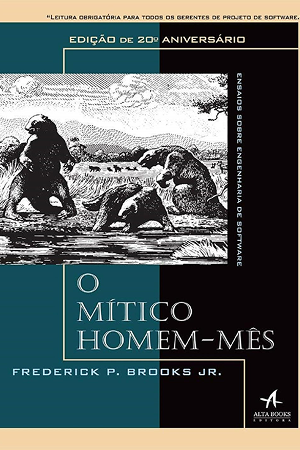 "LEITURA OBRIGATÓRIA PARA TODOS OS GERENTES DE PROJETO DE SOFTWARE.
EDIÇÃO DE 20º ANIVERSÁRIO
ENSAIOS SOBRE ENGENHARIA DE SOFTWARE
O
MÍTICO
HOMEM-MÊS
FREDERICK P. BROOKS JR.
ALTA BOOKS
EDITORA